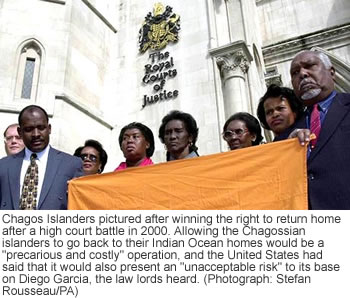 The
Royal
Courts
of
Justice
Chagos Islanders pictured after winning the right to return home
after a high court battle in 2000. Allowing the Chagossian
islanders to go back to their Indian Ocean homes would be a
"precarious and costly" operation, and the United States had
said that it would also present an "unacceptable risk" to its base
on Diego Garcia, the law lords heard. (Photograph: Stefan
Rousseau/PA)